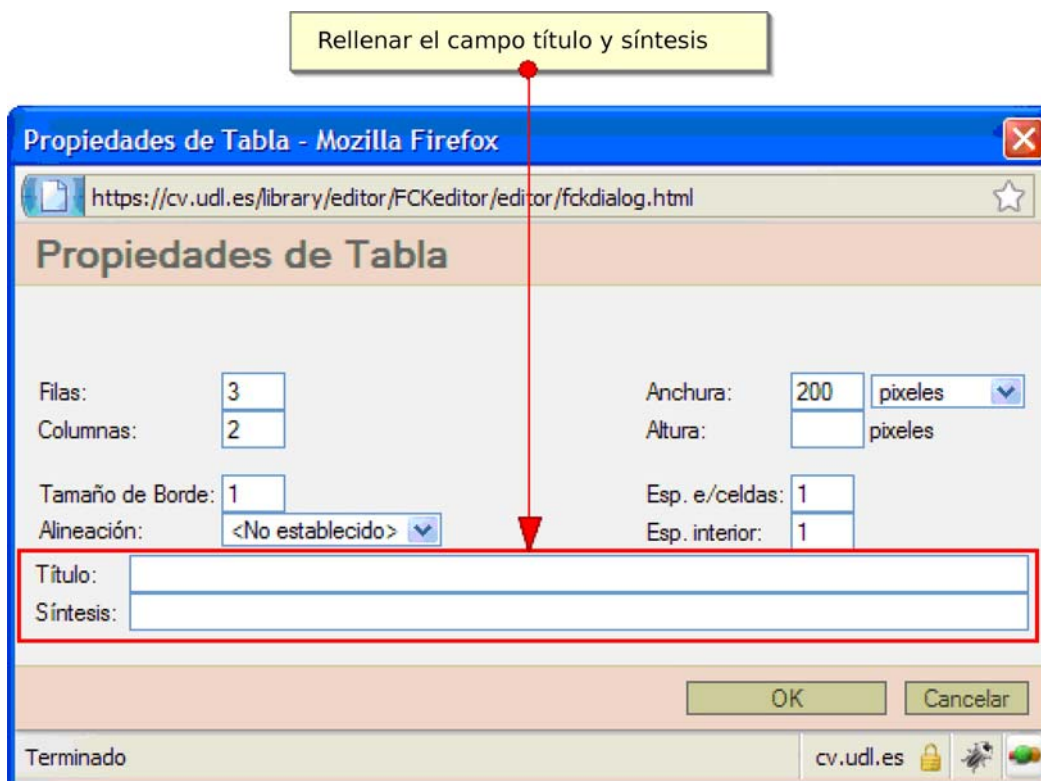 Rellenar el campo título y síntesis
Propiedades de Tabla - Mozilla Firefox
https://cv.udl.es/library/editor/FCKeditor/editor/fckdialog.html
Propiedades de Tabla
Filas: 3 Anchura: 200 pixeles
Columnas: 2 Altura: pixeles
Tamaño de Borde: 1 Esp. e/celdas: 1
Alineación: <No establecido> Esp. interior: 1
Título:
Síntesis:
OK Cancelar
Terminado cv.udl.es